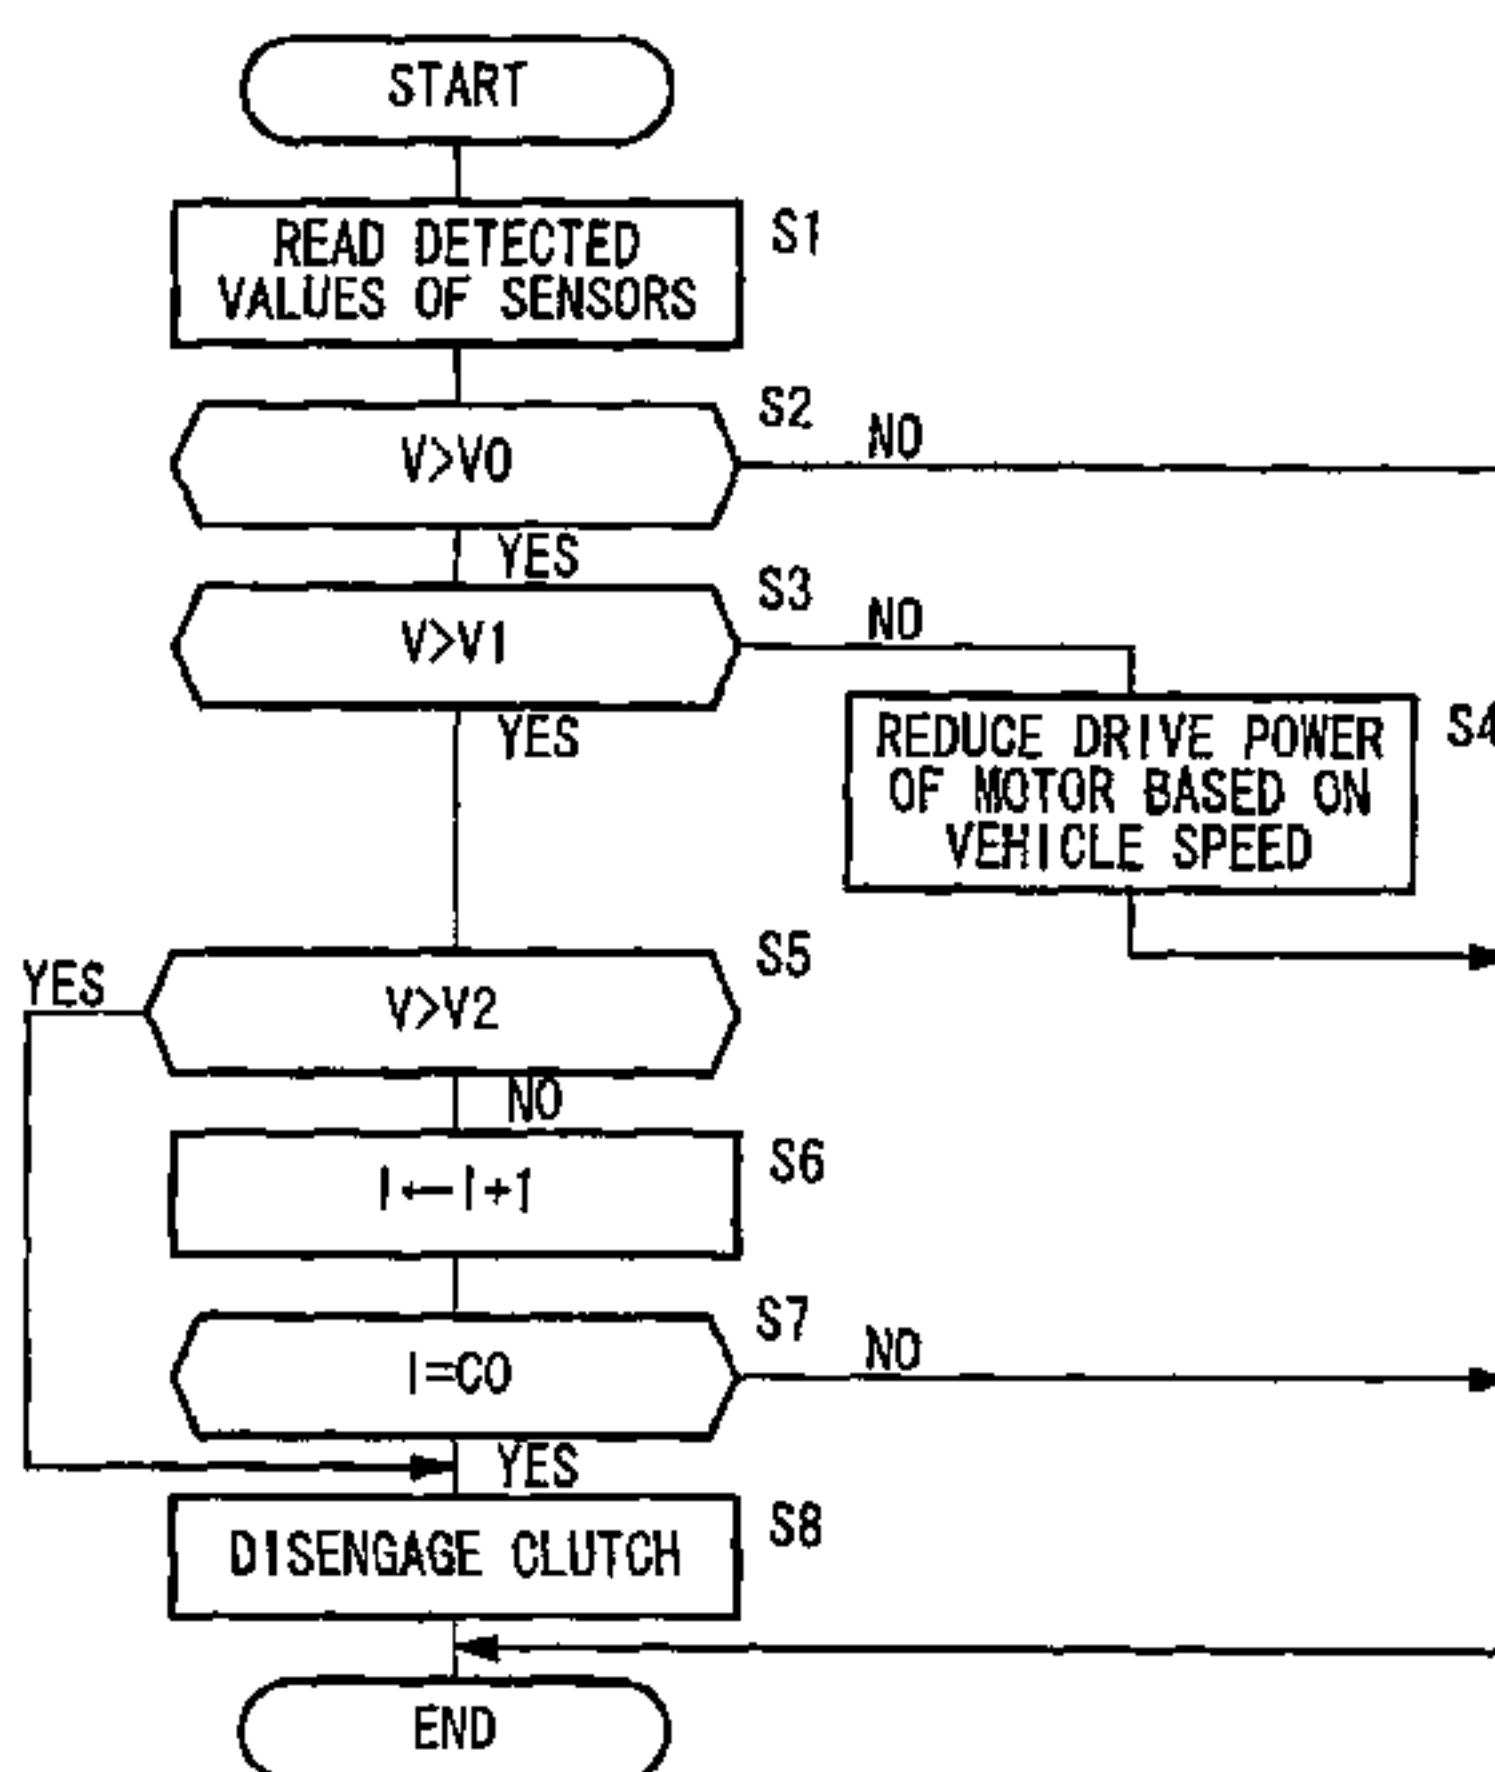 START
READ DETECTED
VALUES OF SENSORS
S1
V>V0
S2
NO
YES
V>V1
S3
NO
YES
REDUCE DRIVE POWER
OF MOTOR BASED ON
VEHICLE SPEED
S4
V>V2
S5
YES
NO
I←I+1
S6
I=C0
S7
NO
YES
DISENGAGE CLUTCH
S8
END